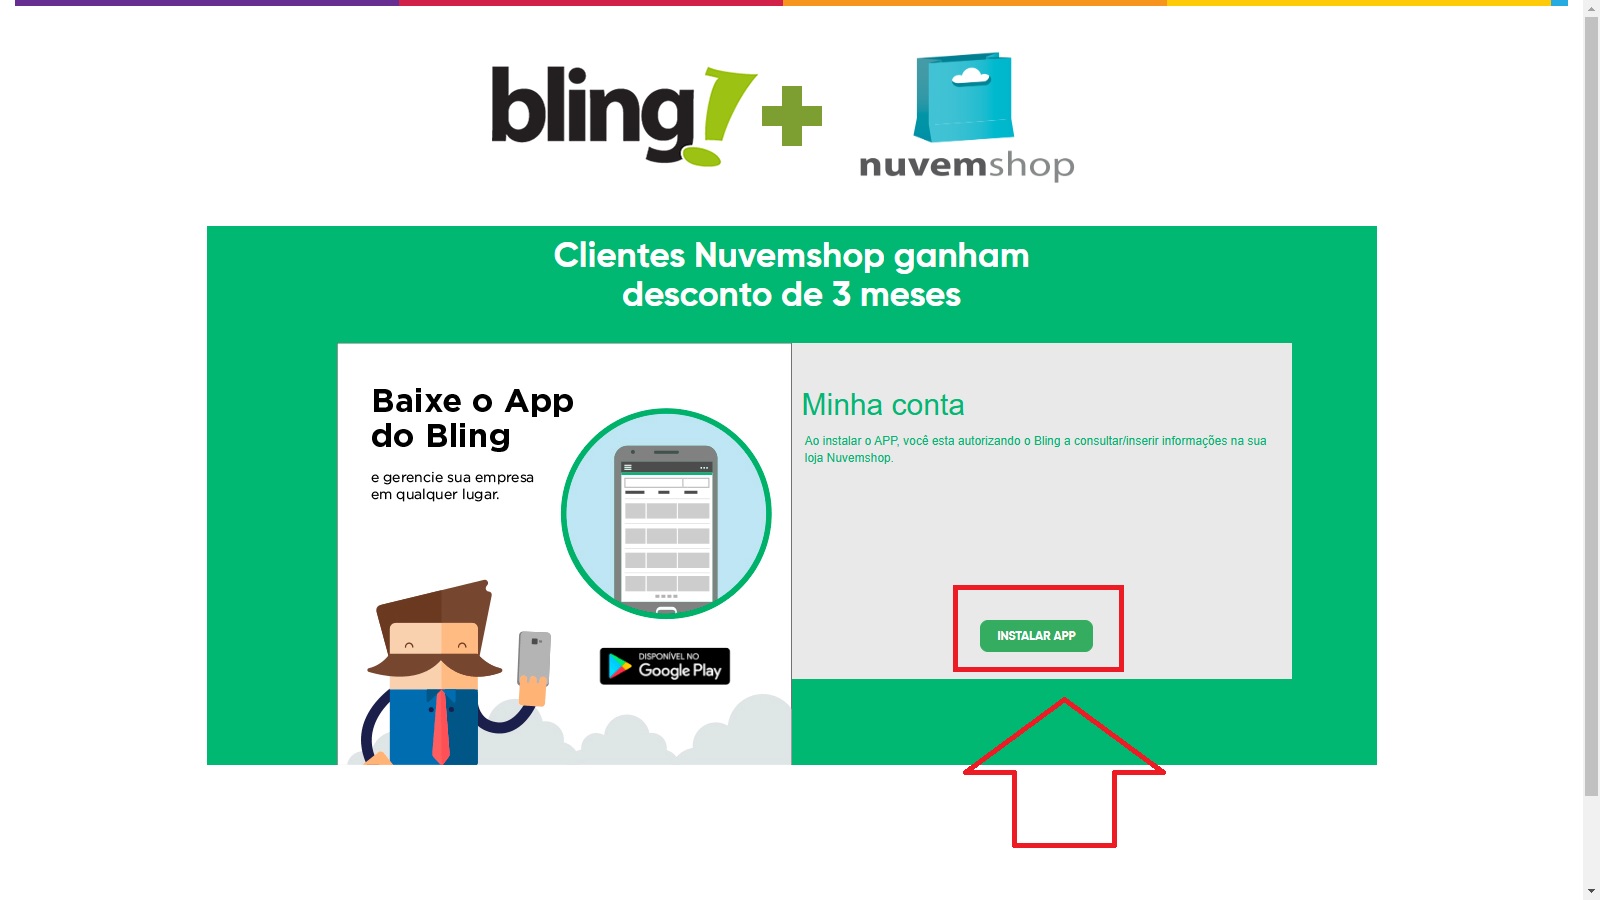 bling!
nuvemshop
Clientes Nuvemshop ganham
desconto de 3 meses
Baixe o App
do Bling
e gerencie sua empresa
em qualquer lugar.
DISPONÍVEL NO
Google Play
Minha conta
Ao instalar o APP, você esta autorizando o Bling a consultar/inserir informações na sua
loja Nuvemshop.
INSTALAR APP